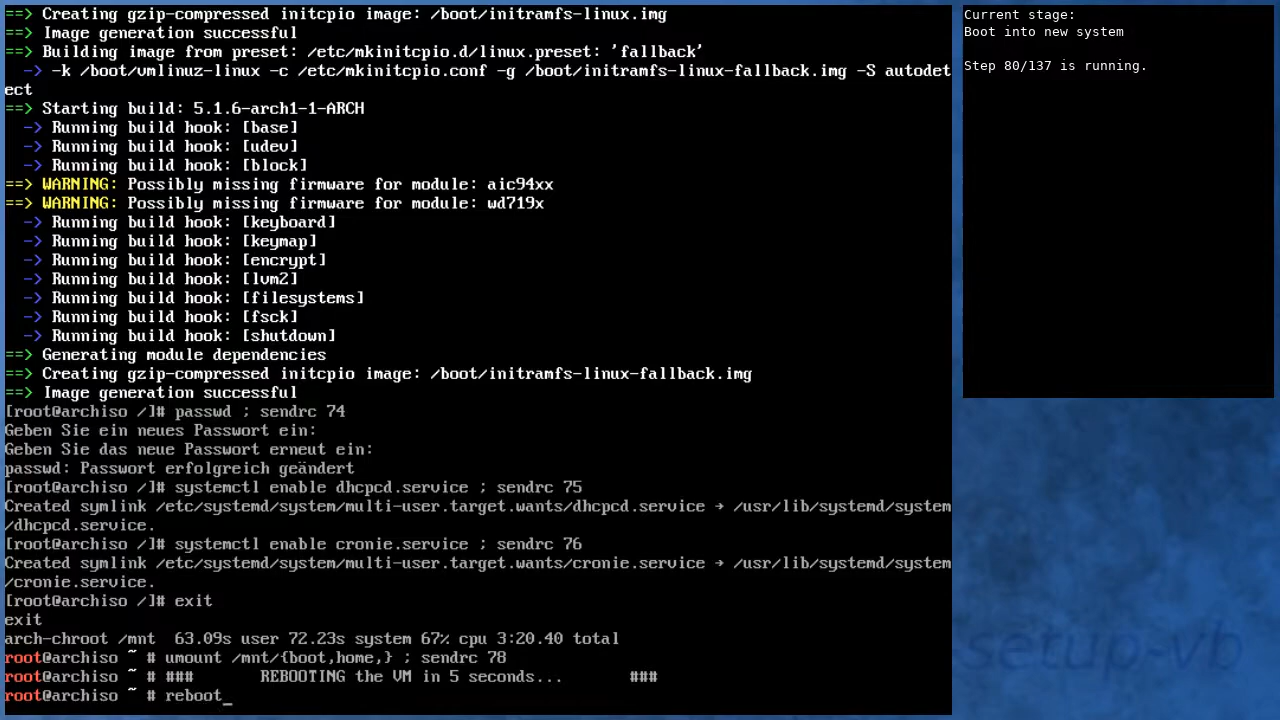 ==> Creating gzip-compressed initcpio image: /boot/initramfs-linux.img
==> Image generation successful
==> Building image from preset: /etc/mkinitcpio.d/linux.preset: 'fallback'
  -> -k /boot/vmlinuz-linux -c /etc/mkinitcpio.conf -g /boot/initramfs-linux-fallback.img -S autodet
ect
==> Starting build: 5.1.6-arch1-1-ARCH
  -> Running build hook: [base]
  -> Running build hook: [udev]
  -> Running build hook: [block]
==> WARNING: Possibly missing firmware for module: aic94xx
==> WARNING: Possibly missing firmware for module: wd719x
  -> Running build hook: [keyboard]
  -> Running build hook: [keymap]
  -> Running build hook: [encrypt]
  -> Running build hook: [lvm2]
  -> Running build hook: [filesystems]
  -> Running build hook: [fsck]
  -> Running build hook: [shutdown]
==> Generating module dependencies
==> Creating gzip-compressed initcpio image: /boot/initramfs-linux-fallback.img
==> Image generation successful
[root@archiso /]# passwd ; sendrc 74
Geben Sie ein neues Passwort ein:
Geben Sie das neue Passwort erneut ein:
passwd: Passwort erfolgreich geändert
[root@archiso /]# systemctl enable dhcpcd.service ; sendrc 75
Created symlink /etc/systemd/system/multi-user.target.wants/dhcpcd.service → /usr/lib/systemd/system
/dhcpcd.service.
[root@archiso /]# systemctl enable cronie.service ; sendrc 76
Created symlink /etc/systemd/system/multi-user.target.wants/cronie.service → /usr/lib/systemd/system
/cronie.service.
[root@archiso /]# exit
exit
arch-chroot /mnt  63.09s user 72.23s system 67% cpu 3:20.40 total
root@archiso ~ # umount /mnt/{boot,home,} ; sendrc 78
root@archiso ~ # ###       REBOOTING the VM in 5 seconds...       ###
root@archiso ~ # reboot_
Current stage:
Boot into new system
Step 80/137 is running.
setup-vb